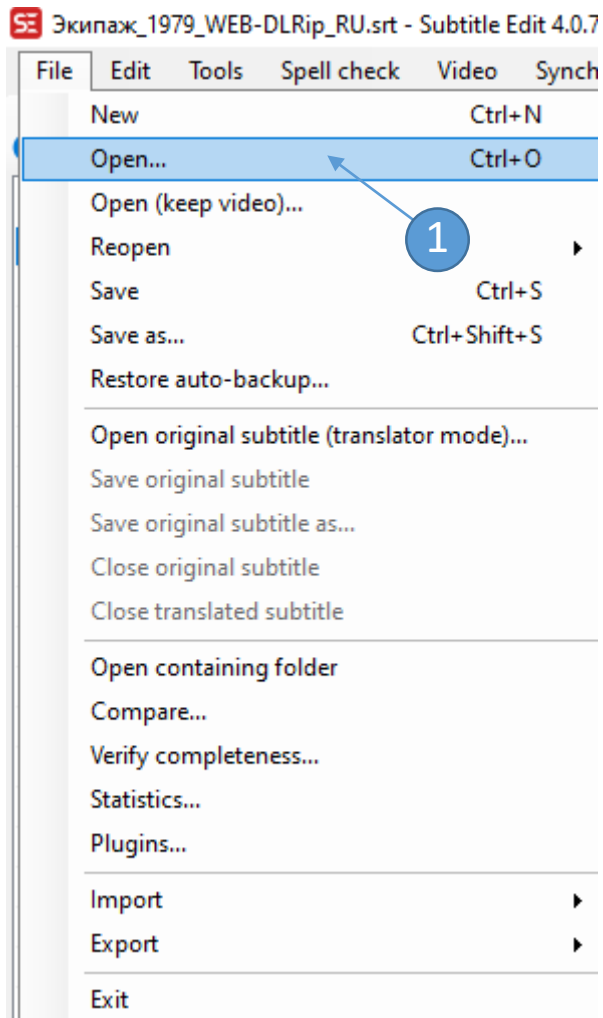 SE Экипаж_1979_WEB-DLRip_RU.srt - Subtitle Edit 4.0.7
File Edit Tools Spell check Video Synch
New Ctrl+N
Open... Ctrl+O
Open (keep video)...
1
Reopen
Save Ctrl+S
Save as... Ctrl+Shift+S
Restore auto-backup...
Open original subtitle (translator mode)...
Save original subtitle
Save original subtitle as...
Close original subtitle
Close translated subtitle
Open containing folder
Compare...
Verify completeness...
Statistics...
Plugins...
Import
Export
Exit